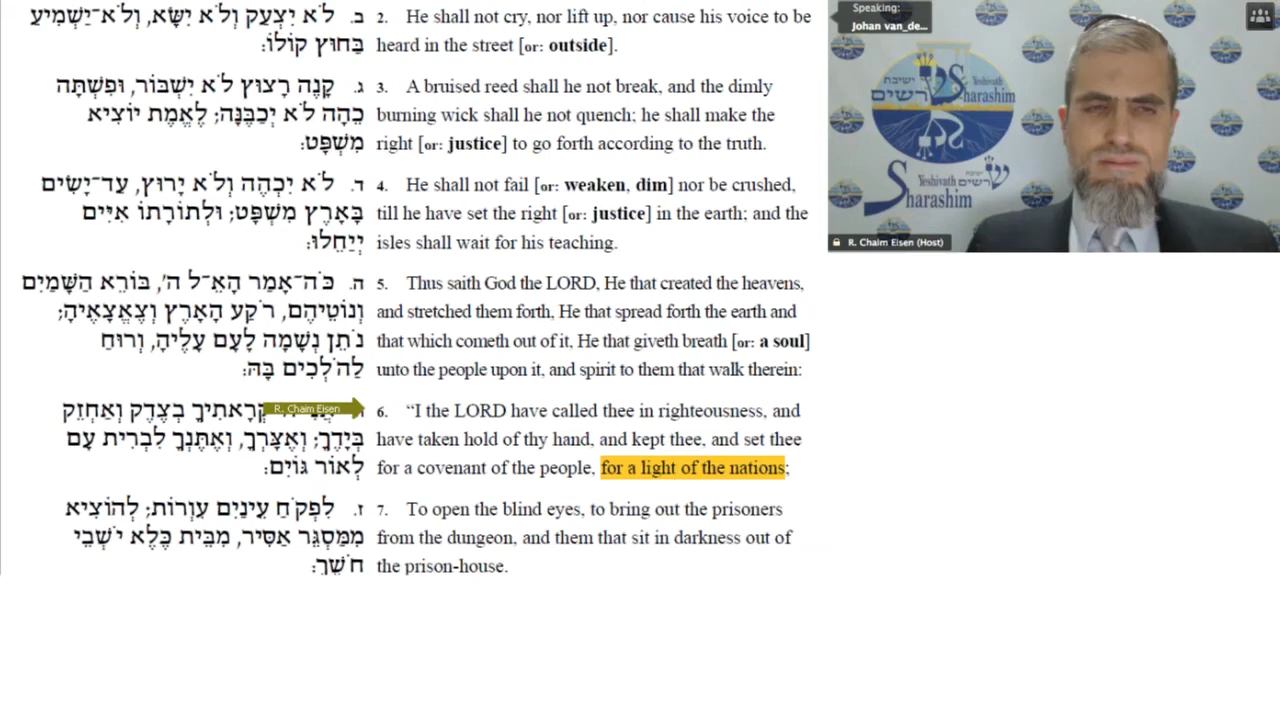 ב. לֹא יִצְעַק וְלֹא יִשָּׂא, וְלֹא־יַשְׁמִיעַ
בַּחוּץ קוֹלוֹ:
2. He shall not cry, nor lift up, nor cause his voice to be
heard in the street [or: outside].
ג. קָנֶה רָצוּץ לֹא יִשְׁבּוֹר, וּפִשְׁתָּה
כֵהָה לֹא יְכַבֶּנָּה; לֶאֱמֶת יוֹצִיא
מִשְׁפָּט:
3. A bruised reed shall he not break, and the dimly
burning wick shall he not quench; he shall make the
right [or: justice] to go forth according to the truth.
ד. לֹא יִכְהֶה וְלֹא יָרוּץ, עַד־יָשִׂים
בָּאָרֶץ מִשְׁפָּט; וּלְתוֹרָתוֹ אִיִּים
יְיַחֵלוּ:
4. He shall not fail [or: weaken, dim] nor be crushed,
till he have set the right [or: justice] in the earth; and the
isles shall wait for his teaching.
ה. כֹּה־אָמַר הָאֵ־ל ה', בּוֹרֵא הַשָּׁמַיִם
וְנוֹטֵיהֶם, רֹקַע הָאָרֶץ וְצֶאֱצָאֶיהָ;
נֹתֵן נְשָׁמָה לָעָם עָלֶיהָ, וְרוּחַ
לַהֹלְכִים בָּהּ:
5. Thus saith God the LORD, He that created the heavens,
and stretched them forth, He that spread forth the earth and
that which cometh out of it, He that giveth breath [or: a soul]
unto the people upon it, and spirit to them that walk therein:
קְרָאתִיךָ בְצֶדֶק וְאַחְזֵק
בְּיָדֶךָ; וְאֶצָּרְךָ, וְאֶתֶּנְךָ לִבְרִית עָם
לְאוֹר גּוֹיִם:
R. Chaim Eisen
6. “I the LORD have called thee in righteousness, and
have taken hold of thy hand, and kept thee, and set thee
for a covenant of the people, for a light of the nations;
ז. לִפְקֹחַ עֵינַיִם עִוְרוֹת; לְהוֹצִיא
מִמַּסְגֵּר אַסִּיר, מִבֵּית כֶּלֶא יֹשְׁבֵי
חֹשֶׁךְ:
7. To open the blind eyes, to bring out the prisoners
from the dungeon, and them that sit in darkness out of
the prison-house.
Speaking:
Johan van_de...
ישיבת
שרשים
Yeshivath
Sharashim
ישיבת
Yeshivath שרשים
Sharashim
R. Chaim Eisen (Host)